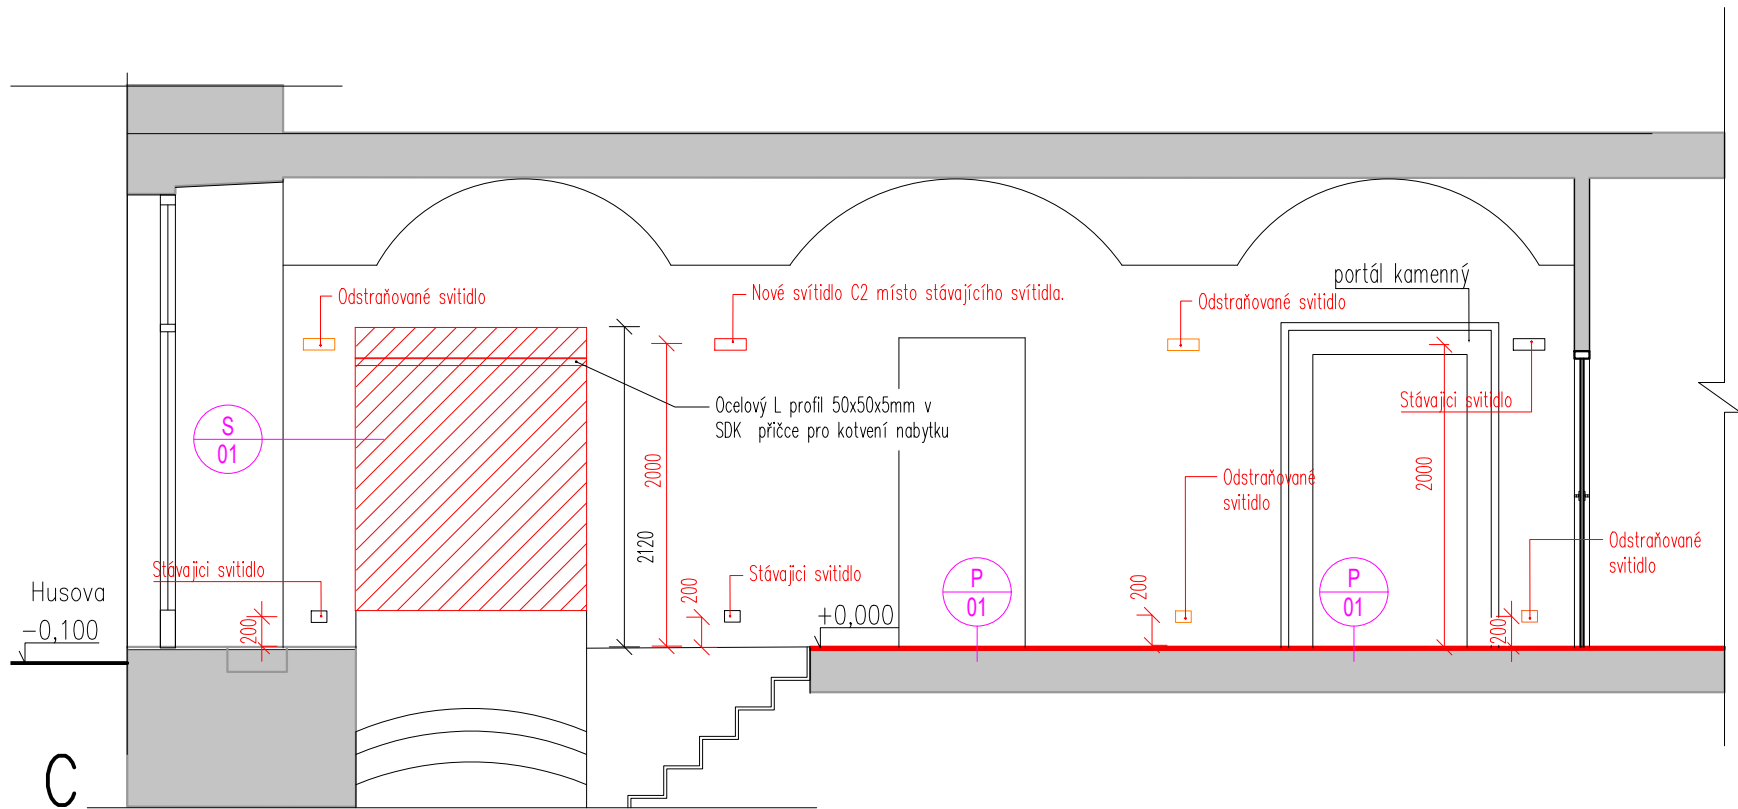 Odstraňované svitidlo
Nové svítidlo C2 místo stávajícího svítidla.
Odstraňované svitidlo
portál kamenný
Ocelový L profil 50x50x5mm v
SDK příčce pro kotvení nabytku
Stávajici svitidlo
S
01
2000
2000
Odstraňované
svitidlo
2120
Odstraňované
svitidlo
Stávajici svitidlo
Stávajici svitidlo
P
01
P
01
Husova
-0,100
200
200
+0,000
200
200
C